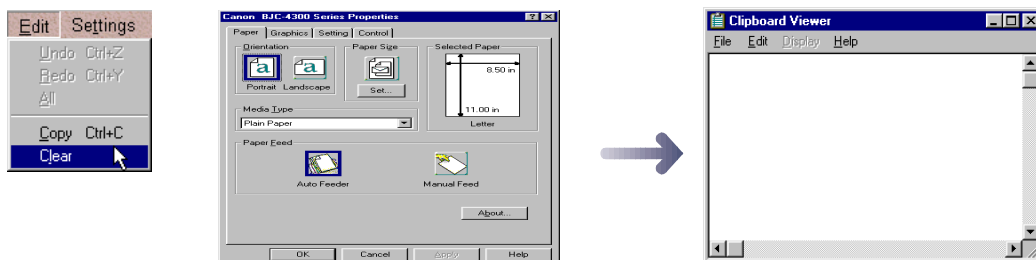 Edit Settings
Undo Ctrl+Z
Redo Ctrl+Y
All
Copy Ctrl+C
Clear
Canon BJC-4300 Series Properties
Paper Graphics Setting Control
Orientation
Portrait Landscape
Paper Size
Set...
Selected Paper
8.50 in
11.00 in
Letter
Media Type
Plain Paper
Paper Feed
Auto Feeder Manual Feed
About...
OK Cancel Apply Help
Clipboard Viewer
File Edit Display Help